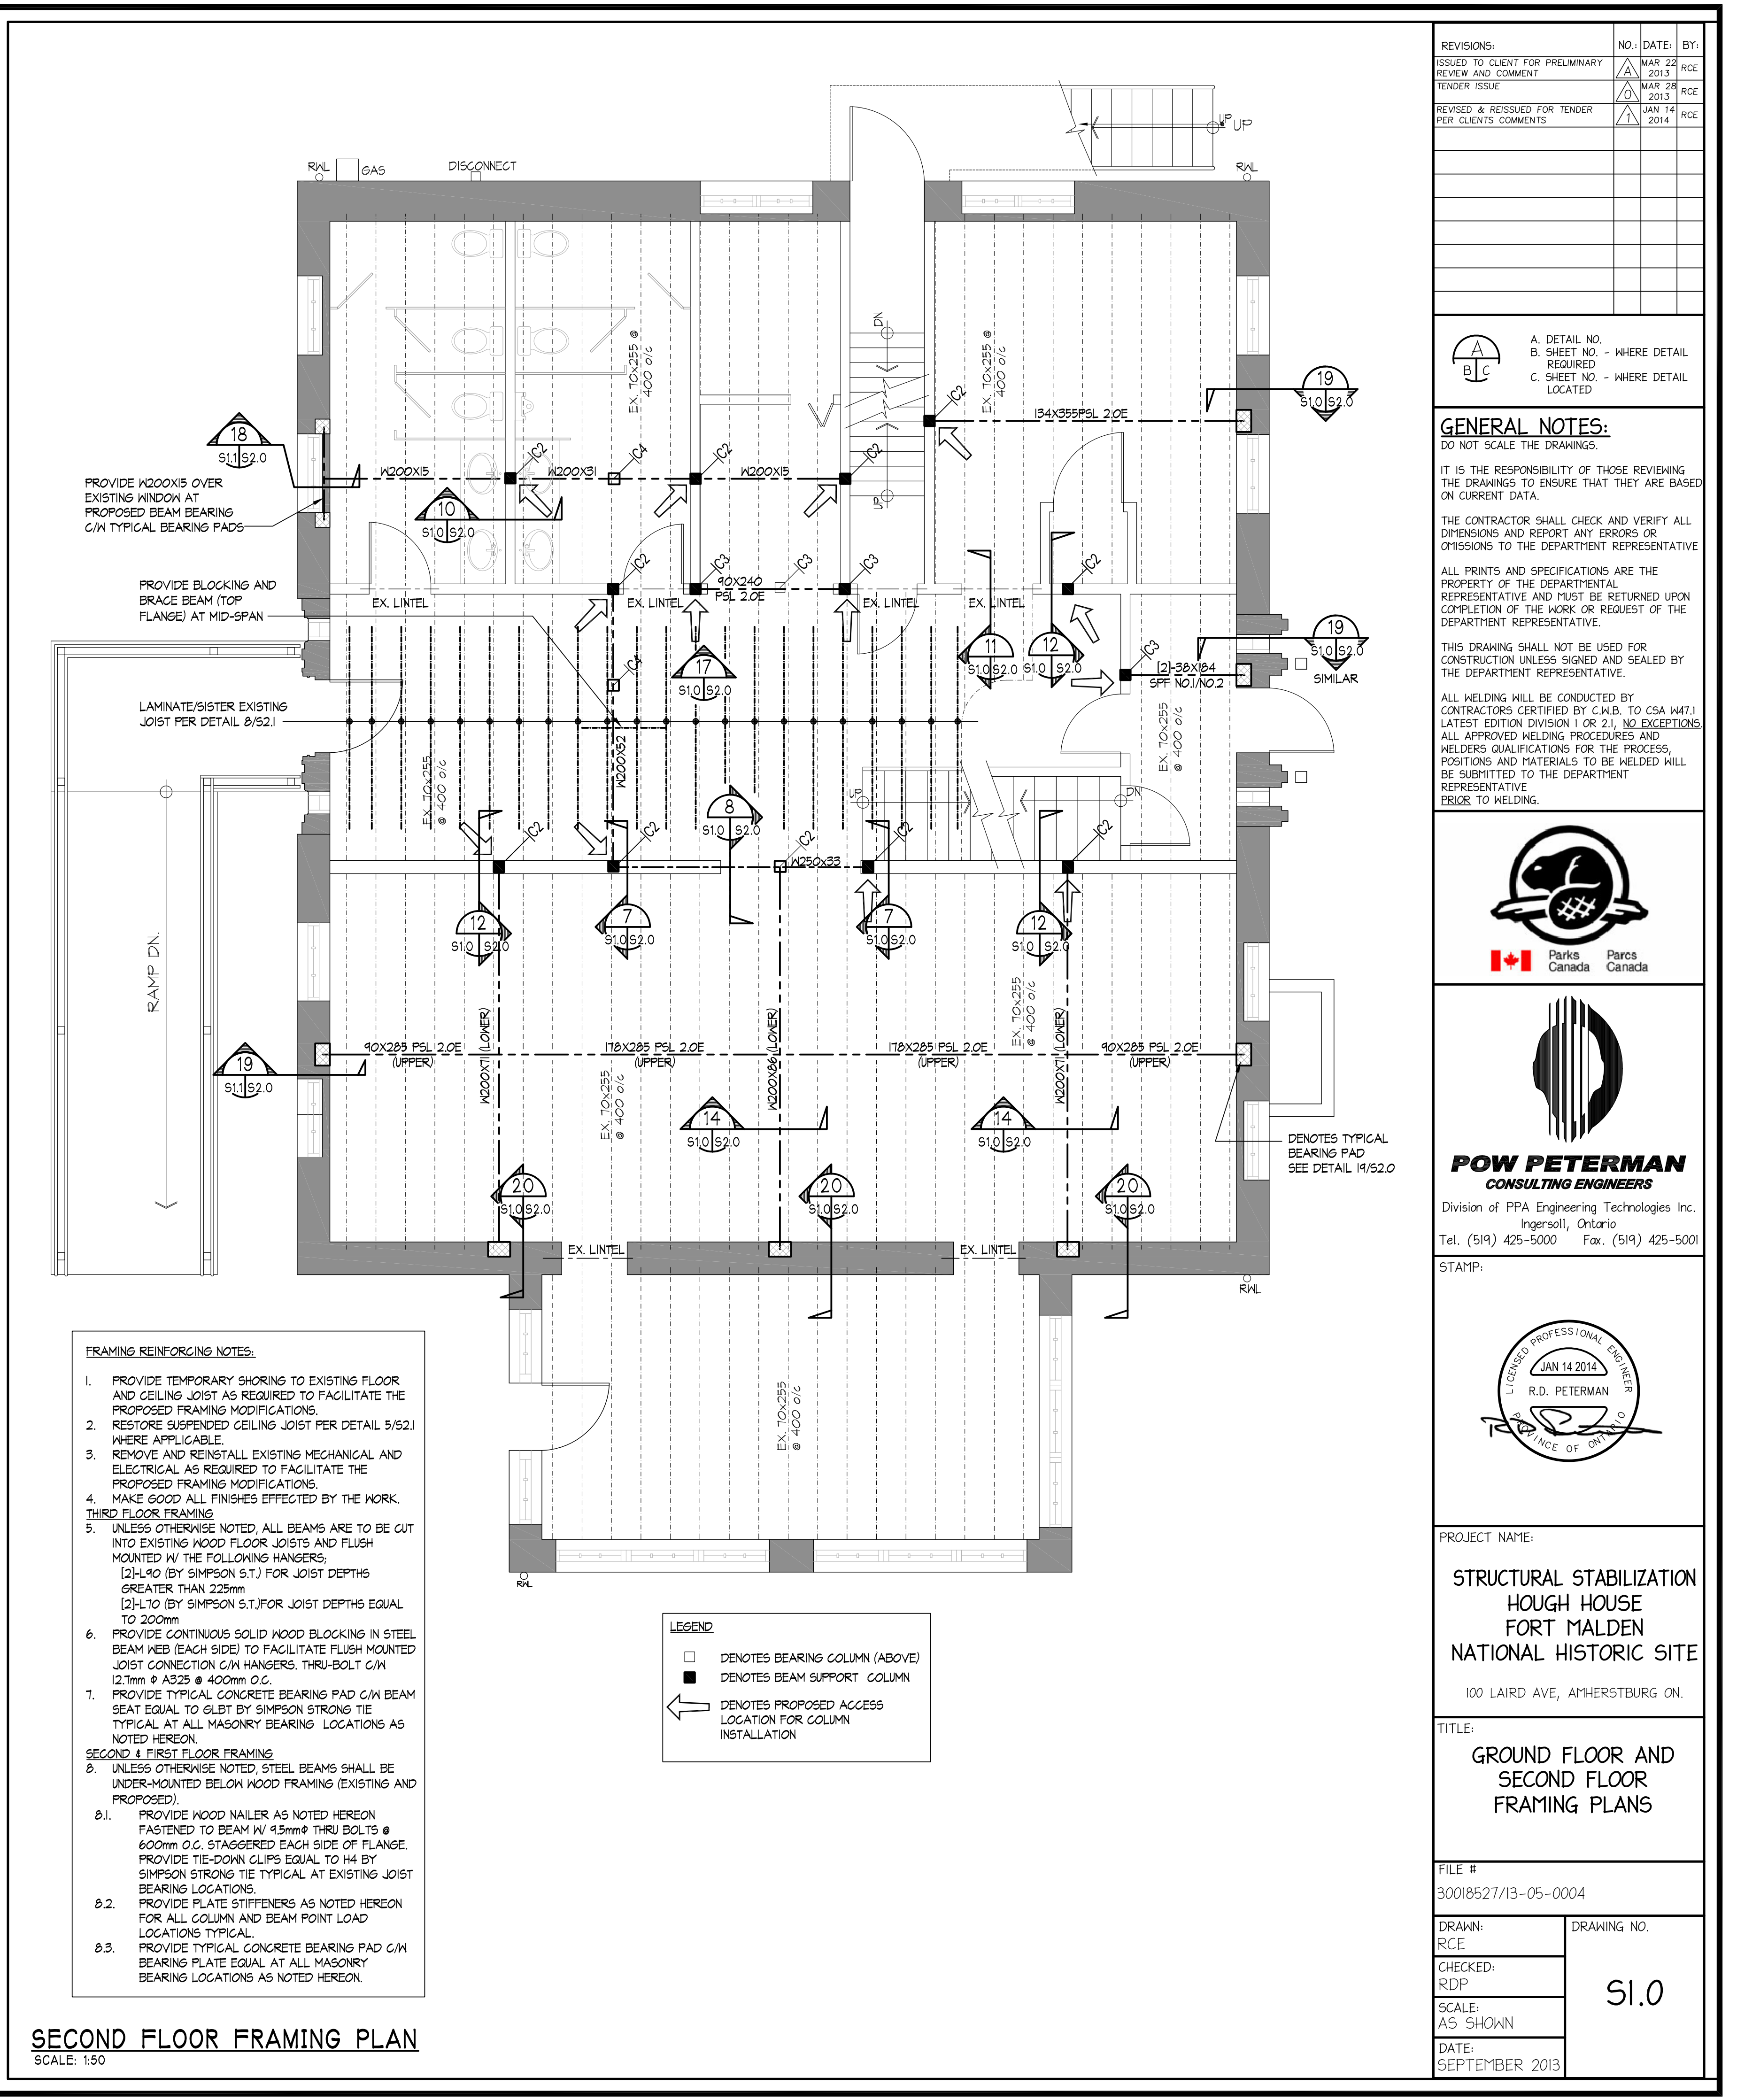 REVISIONS: NO.: DATE: BY:
ISSUED TO CLIENT FOR PRELIMINARY
REVIEW AND COMMENT
A
MAR 22
2013
RCE
TENDER ISSUE
0
MAR 28
2013
RCE
REVISED & REISSUED FOR TENDER
PER CLIENTS COMMENTS
1
JAN 14
2014
RCE
A
B C
A. DETAIL NO.
B. SHEET NO. - WHERE DETAIL
REQUIRED
C. SHEET NO. - WHERE DETAIL
LOCATED
GENERAL NOTES:
DO NOT SCALE THE DRAWINGS.
IT IS THE RESPONSIBILITY OF THOSE REVIEWING
THE DRAWINGS TO ENSURE THAT THEY ARE BASED
ON CURRENT DATA.
THE CONTRACTOR SHALL CHECK AND VERIFY ALL
DIMENSIONS AND REPORT ANY ERRORS OR
OMISSIONS TO THE DEPARTMENT REPRESENTATIVE
ALL PRINTS AND SPECIFICATIONS ARE THE
PROPERTY OF THE DEPARTMENTAL
REPRESENTATIVE AND MUST BE RETURNED UPON
COMPLETION OF THE WORK OR REQUEST OF THE
DEPARTMENT REPRESENTATIVE.
THIS DRAWING SHALL NOT BE USED FOR
CONSTRUCTION UNLESS SIGNED AND SEALED BY
THE DEPARTMENT REPRESENTATIVE.
ALL WELDING WILL BE CONDUCTED BY
CONTRACTORS CERTIFIED BY C.W.B. TO CSA W47.1
LATEST EDITION DIVISION 1 OR 2.1, NO EXCEPTIONS.
ALL APPROVED WELDING PROCEDURES AND
WELDERS QUALIFICATIONS FOR THE PROCESS,
POSITIONS AND MATERIALS TO BE WELDED WILL
BE SUBMITTED TO THE DEPARTMENT
REPRESENTATIVE
PRIOR TO WELDING.
Parks Parcs
Canada Canada
POW PETERMAN
CONSULTING ENGINEERS
Division of PPA Engineering Technologies Inc.
Ingersoll, Ontario
Tel. (519) 425-5000 Fax. (519) 425-5001
STAMP:
LICENSED PROFESSIONAL ENGINEER
JAN 14 2014
R.D. PETERMAN
PROVINCE OF ONTARIO
PROJECT NAME:
STRUCTURAL STABILIZATION
HOUGH HOUSE
FORT MALDEN
NATIONAL HISTORIC SITE
100 LAIRD AVE, AMHERSTBURG ON.
TITLE:
GROUND FLOOR AND
SECOND FLOOR
FRAMING PLANS
FILE #
30018527/13-05-0004
DRAWN:
RCE
CHECKED:
RDP
SCALE:
AS SHOWN
DATE:
SEPTEMBER 2013
DRAWING NO.
S1.0
RWL
GAS
DISCONNECT
UP
UP
RWL
DN
EX. 70x255 @
400 o/c
EX. 70x255 @
400 o/c
C2
134X355PSL 2.0E
19
S1.0 S2.0
18
S1.1 S2.0
PROVIDE W200X15 OVER
EXISTING WINDOW AT
PROPOSED BEAM BEARING
C/W TYPICAL BEARING PADS
W200X15
C2
W200X31
C4
C2
W200X15
C2
UP
10
S1.0 S2.0
PROVIDE BLOCKING AND
BRACE BEAM (TOP
FLANGE) AT MID-SPAN
EX. LINTEL
C2
EX. LINTEL
C3
90X240
PSL 2.0E
C3
C3
EX. LINTEL
EX. LINTEL
C2
11
S1.0 S2.0
12
S1.0 S2.0
C3
[2]-38X184
SPF NO.1/NO.2
19
S1.0 S2.0
SIMILAR
17
S1.0 S2.0
C4
LAMINATE/SISTER EXISTING
JOIST PER DETAIL 8/S2.1
W200X52
EX. 70x255
@ 400 o/c
EX. 70x255
@ 400 o/c
8
S1.0 S2.0
UP
DN
C2
C2
C2
W250x33
C2
C2
12
S1.0 S2.0
7
S1.0 S2.0
7
S1.0 S2.0
12
S1.0 S2.0
RAMP DN.
EX. 70x255
@ 400 o/c
19
S1.1 S2.0
90X285 PSL 2.0E
(UPPER)
W200X71 (LOWER)
178X285 PSL 2.0E
(UPPER)
W200X86 (LOWER)
178X285 PSL 2.0E
(UPPER)
W200X71 (LOWER)
90X285 PSL 2.0E
(UPPER)
EX. 70x255
@ 400 o/c
14
S1.0 S2.0
14
S1.0 S2.0
DENOTES TYPICAL
BEARING PAD
SEE DETAIL 19/S2.0
20
S1.0 S2.0
20
S1.0 S2.0
20
S1.0 S2.0
EX. LINTEL
EX. LINTEL
RWL
EX. 70x255
@ 400 o/c
RWL
FRAMING REINFORCING NOTES:
1. PROVIDE TEMPORARY SHORING TO EXISTING FLOOR
AND CEILING JOIST AS REQUIRED TO FACILITATE THE
PROPOSED FRAMING MODIFICATIONS.
2. RESTORE SUSPENDED CEILING JOIST PER DETAIL 5/S2.1
WHERE APPLICABLE.
3. REMOVE AND REINSTALL EXISTING MECHANICAL AND
ELECTRICAL AS REQUIRED TO FACILITATE THE
PROPOSED FRAMING MODIFICATIONS.
4. MAKE GOOD ALL FINISHES EFFECTED BY THE WORK.
THIRD FLOOR FRAMING
5. UNLESS OTHERWISE NOTED, ALL BEAMS ARE TO BE CUT
INTO EXISTING WOOD FLOOR JOISTS AND FLUSH
MOUNTED W/ THE FOLLOWING HANGERS;
[2]-L90 (BY SIMPSON S.T.) FOR JOIST DEPTHS
GREATER THAN 225mm
[2]-L70 (BY SIMPSON S.T.)FOR JOIST DEPTHS EQUAL
TO 200mm
6. PROVIDE CONTINUOUS SOLID WOOD BLOCKING IN STEEL
BEAM WEB (EACH SIDE) TO FACILITATE FLUSH MOUNTED
JOIST CONNECTION C/W HANGERS. THRU-BOLT C/W
12.7mm Φ A325 @ 400mm O.C.
7. PROVIDE TYPICAL CONCRETE BEARING PAD C/W BEAM
SEAT EQUAL TO GLBT BY SIMPSON STRONG TIE
TYPICAL AT ALL MASONRY BEARING LOCATIONS AS
NOTED HEREON.
SECOND & FIRST FLOOR FRAMING
8. UNLESS OTHERWISE NOTED, STEEL BEAMS SHALL BE
UNDER-MOUNTED BELOW WOOD FRAMING (EXISTING AND
PROPOSED).
8.1. PROVIDE WOOD NAILER AS NOTED HEREON
FASTENED TO BEAM W/ 9.5mmΦ THRU BOLTS @
600mm O.C. STAGGERED EACH SIDE OF FLANGE.
PROVIDE TIE-DOWN CLIPS EQUAL TO H4 BY
SIMPSON STRONG TIE TYPICAL AT EXISTING JOIST
BEARING LOCATIONS.
8.2. PROVIDE PLATE STIFFENERS AS NOTED HEREON
FOR ALL COLUMN AND BEAM POINT LOAD
LOCATIONS TYPICAL.
8.3. PROVIDE TYPICAL CONCRETE BEARING PAD C/W
BEARING PLATE EQUAL AT ALL MASONRY
BEARING LOCATIONS AS NOTED HEREON.
LEGEND
DENOTES BEARING COLUMN (ABOVE)
DENOTES BEAM SUPPORT COLUMN
DENOTES PROPOSED ACCESS
LOCATION FOR COLUMN
INSTALLATION
SECOND FLOOR FRAMING PLAN
SCALE: 1:50